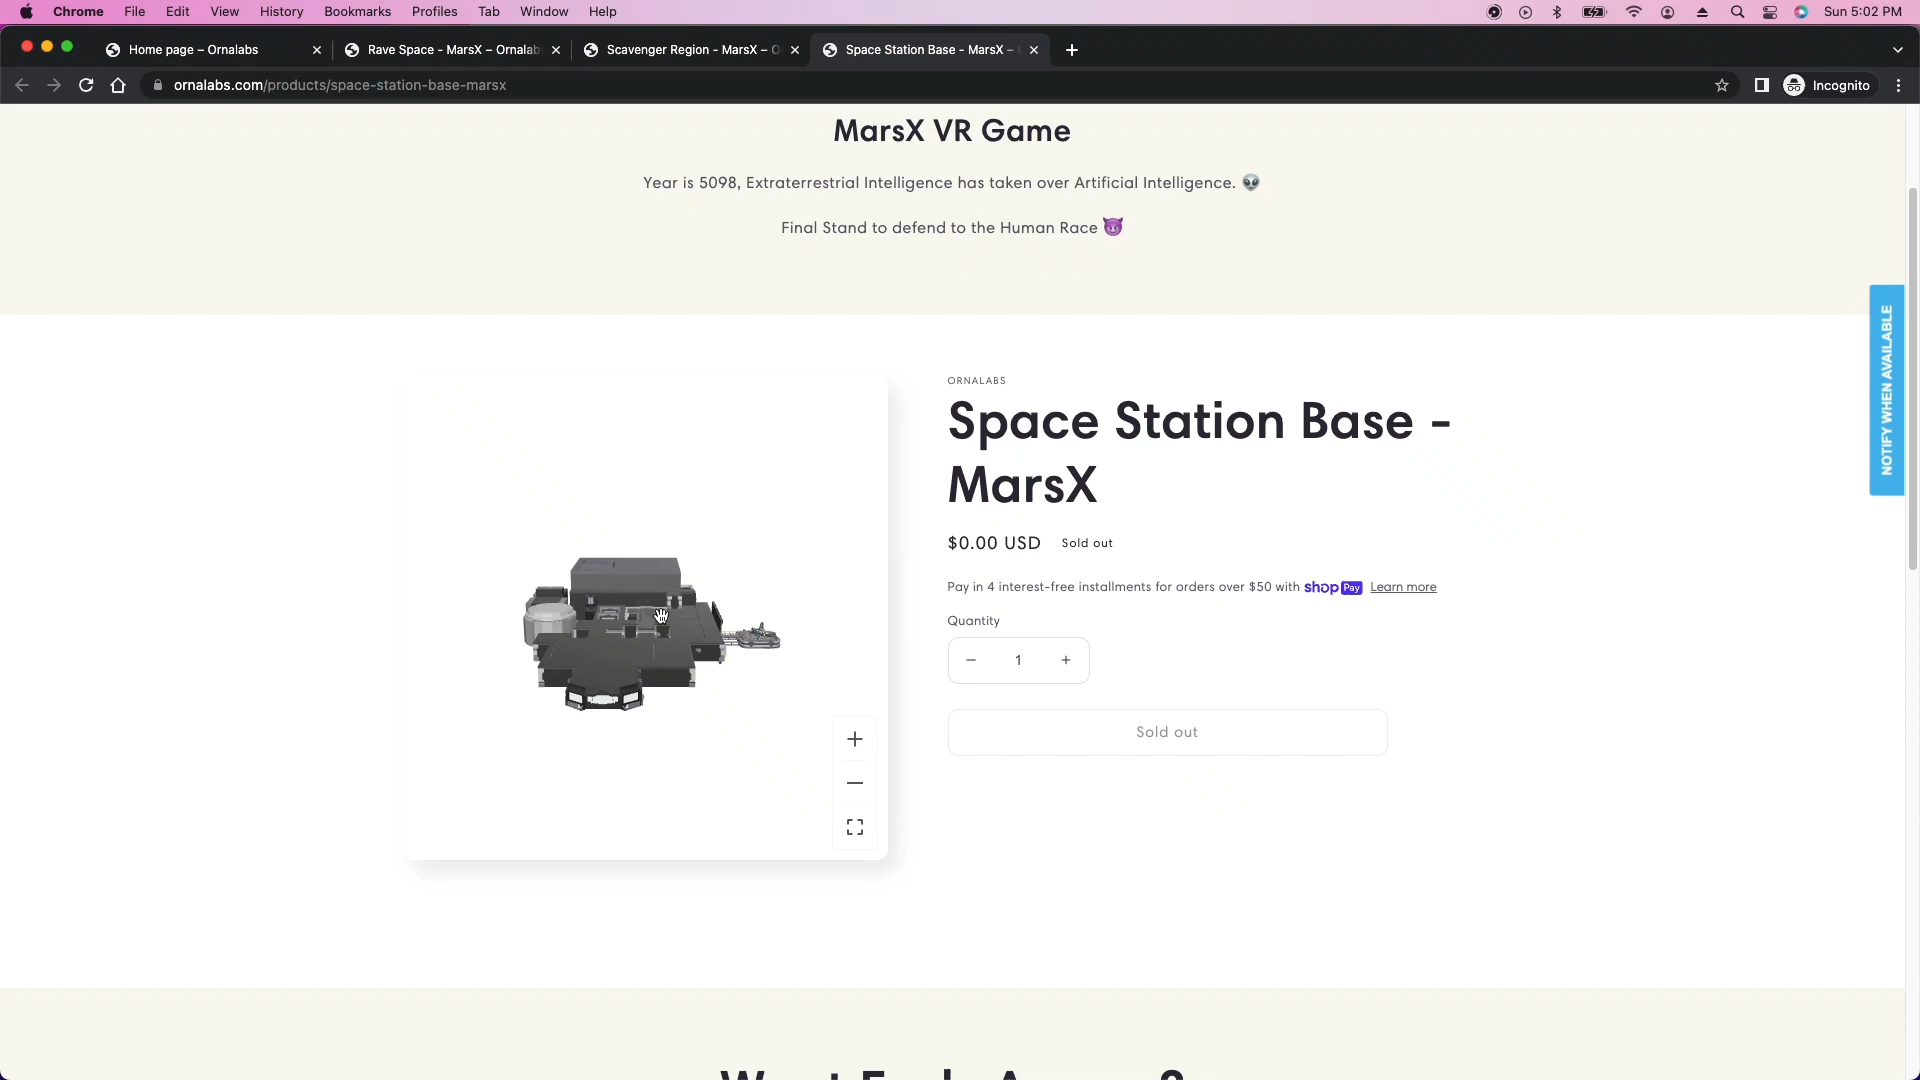 Chrome File Edit View History Bookmarks Profiles Tab Window Help Sun 5:02 PM
Home page – Ornalabs Rave Space - MarsX – Ornalab Scavenger Region - MarsX – O Space Station Base - MarsX –
ornalabs.com/products/space-station-base-marsx Incognito
MarsX VR Game
Year is 5098, Extraterrestrial Intelligence has taken over Artificial Intelligence. 👽
Final Stand to defend to the Human Race 😈
NOTIFY WHEN AVAILABLE
ORNALABS
Space Station Base -
MarsX
$0.00 USD Sold out
Pay in 4 interest-free installments for orders over $50 with shop Pay Learn more
Quantity
− 1 +
Sold out